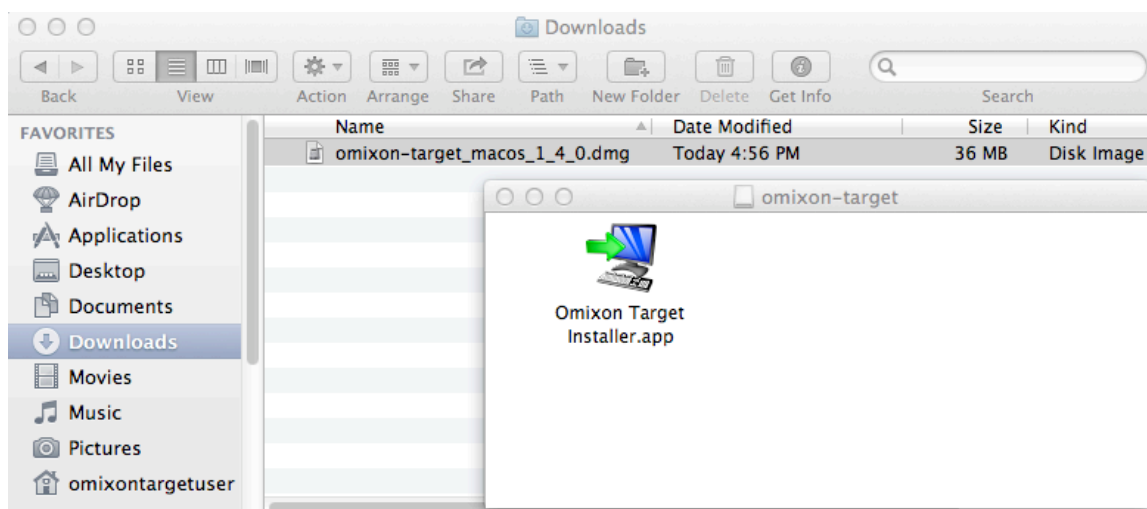 Downloads
Back View Action Arrange Share Path New Folder Delete Get Info Search
FAVORITES
All My Files
AirDrop
Applications
Desktop
Documents
Downloads
Movies
Music
Pictures
omixontargetuser
Name Date Modified Size Kind
omixon-target_macos_1_4_0.dmg Today 4:56 PM 36 MB Disk Image
omixon-target
Omixon Target
Installer.app